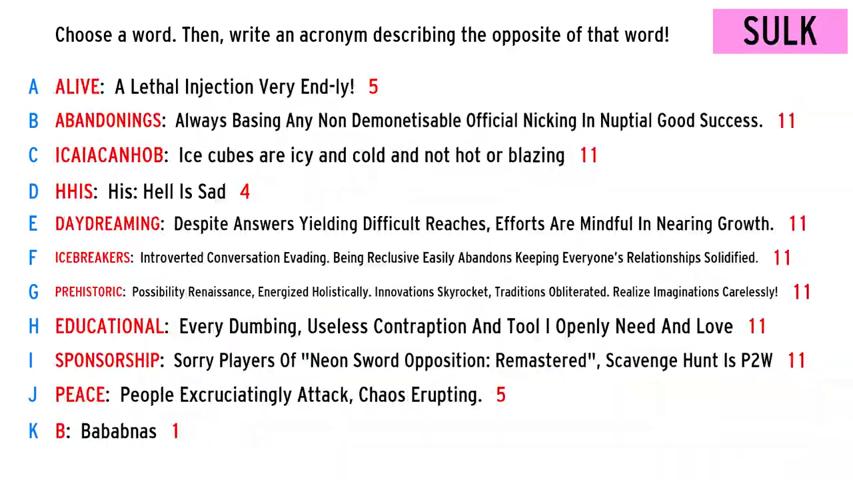 Choose a word. Then, write an acronym describing the opposite of that word!
SULK
A ALIVE: A Lethal Injection Very End-ly! 5
B ABANDONINGS: Always Basing Any Non Demonetisable Official Nicking In Nuptial Good Success. 11
C ICAIACANHOB: Ice cubes are icy and cold and not hot or blazing 11
D HHIS: His: Hell Is Sad 4
E DAYDREAMING: Despite Answers Yielding Difficult Reaches, Efforts Are Mindful In Nearing Growth. 11
F ICEBREAKERS: Introverted Conversation Evading. Being Reclusive Easily Abandons Keeping Everyone's Relationships Solidified. 11
G PREHISTORIC: Possibility Renaissance, Energized Holistically. Innovations Skyrocket, Traditions Obliterated. Realize Imaginations Carelessly! 11
H EDUCATIONAL: Every Dumbing, Useless Contraption And Tool I Openly Need And Love 11
I SPONSORSHIP: Sorry Players Of "Neon Sword Opposition: Remastered", Scavenge Hunt Is P2W 11
J PEACE: People Excruciatingly Attack, Chaos Erupting. 5
K B: Bababnas 1